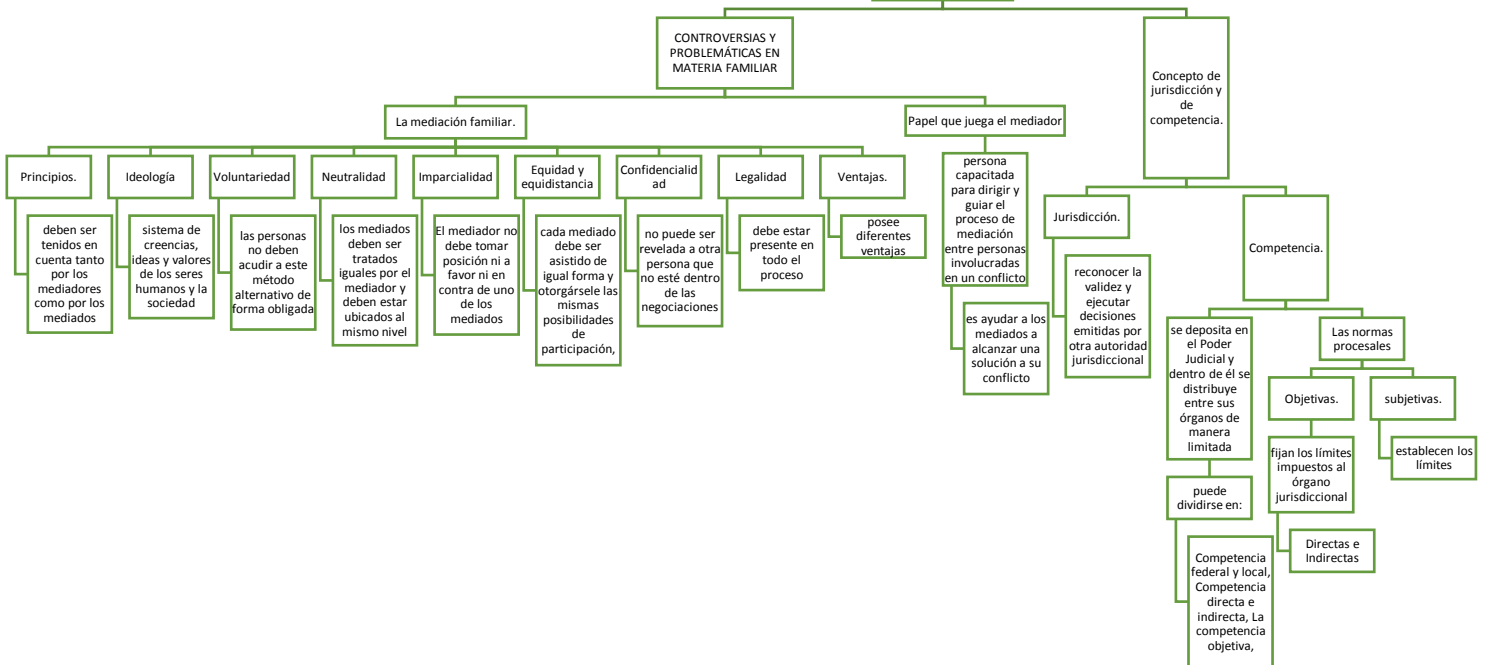 CONTROVERSIAS Y
PROBLEMÁTICAS EN
MATERIA FAMILIAR
La mediación familiar.
Principios.
deben ser
tenidos en
cuenta tanto
por los
mediadores
como por los
mediados
Ideología
sistema de
creencias,
ideas y valores
de los seres
humanos y la
sociedad
Voluntariedad
las personas
no deben
acudir a este
método
alternativo de
forma obligada
Neutralidad
los mediados
deben ser
tratados
iguales por el
mediador y
deben estar
ubicados al
mismo nivel
Imparcialidad
El mediador no
debe tomar
posición ni a
favor ni en
contra de uno
de los
mediados
Equidad y
equidistancia
cada mediado
debe ser
asistido de
igual forma y
otorgársele las
mismas
posibilidades
de
participación,
Confidencialid
ad
no puede ser
revelada a otra
persona que
no esté dentro
de las
negociaciones
Legalidad
debe estar
presente en
todo el
proceso
Ventajas.
posee
diferentes
ventajas
Papel que juega el mediador
persona
capacitada
para dirigir y
guiar el
proceso de
mediación
entre personas
involucradas
en un conflicto
es ayudar a los
mediados a
alcanzar una
solución a su
conflicto
Concepto de
jurisdicción y
de
competencia.
Jurisdicción.
reconocer la
validez y
ejecutar
decisiones
emitidas por
otra autoridad
jurisdiccional
Competencia.
se deposita en
el Poder
Judicial y
dentro de él se
distribuye
entre sus
órganos de
manera
limitada
puede
dividirse en:
Competencia
federal y local,
Competencia
directa e
indirecta, La
competencia
objetiva,
Las normas
procesales
Objetivas.
fijan los límites
impuestos al
órgano
jurisdiccional
Directas e
Indirectas
subjetivas.
establecen los
límites